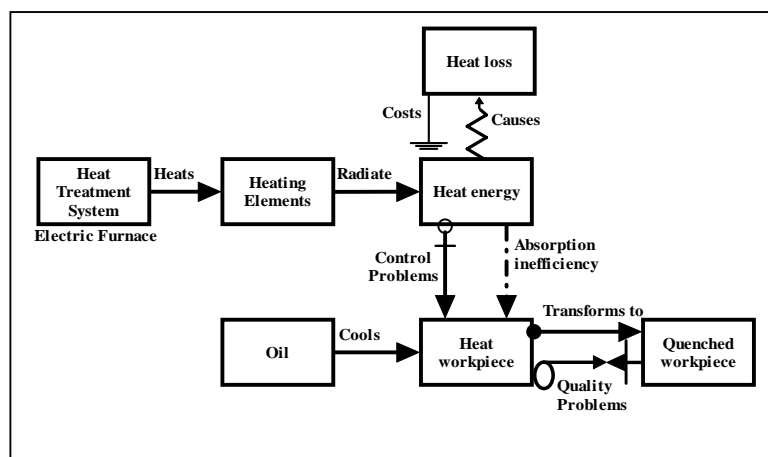 Heat loss
Costs
Causes
Heat
Treatment
System
Heats
Heating
Elements
Radiate
Heat energy
Electric Furnace
Control
Problems
Absorption
inefficiency
Oil
Cools
Heat
workpiece
Transforms to
Quenched
workpiece
Quality
Problems